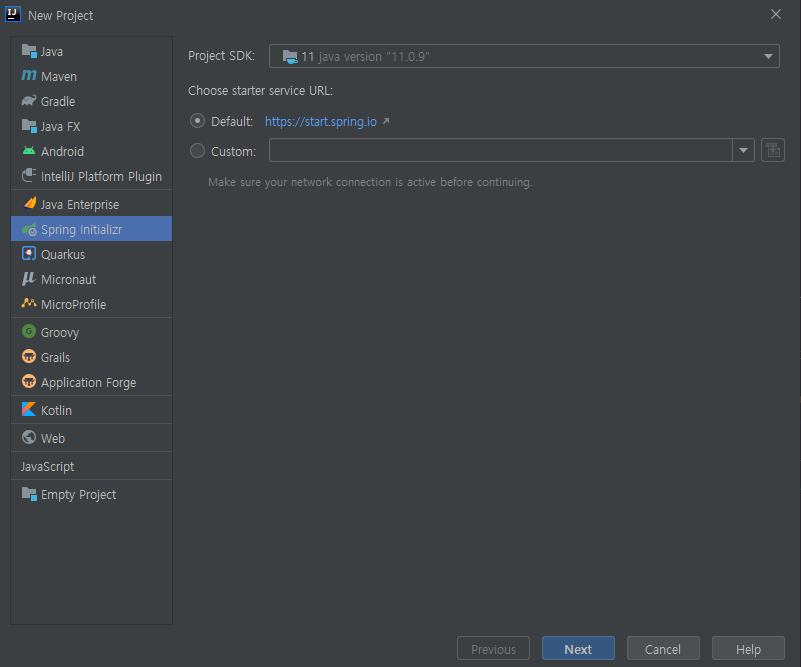 New Project
Java
Maven
Gradle
Java FX
Android
IntelliJ Platform Plugin
Java Enterprise
Spring Initializr
Quarkus
Micronaut
MicroProfile
Groovy
Grails
Application Forge
Kotlin
Web
JavaScript
Empty Project
Project SDK: 11 java version "11.0.9"
Choose starter service URL:
Default: https://start.spring.io
Custom:
Make sure your network connection is active before continuing.
Previous Next Cancel Help